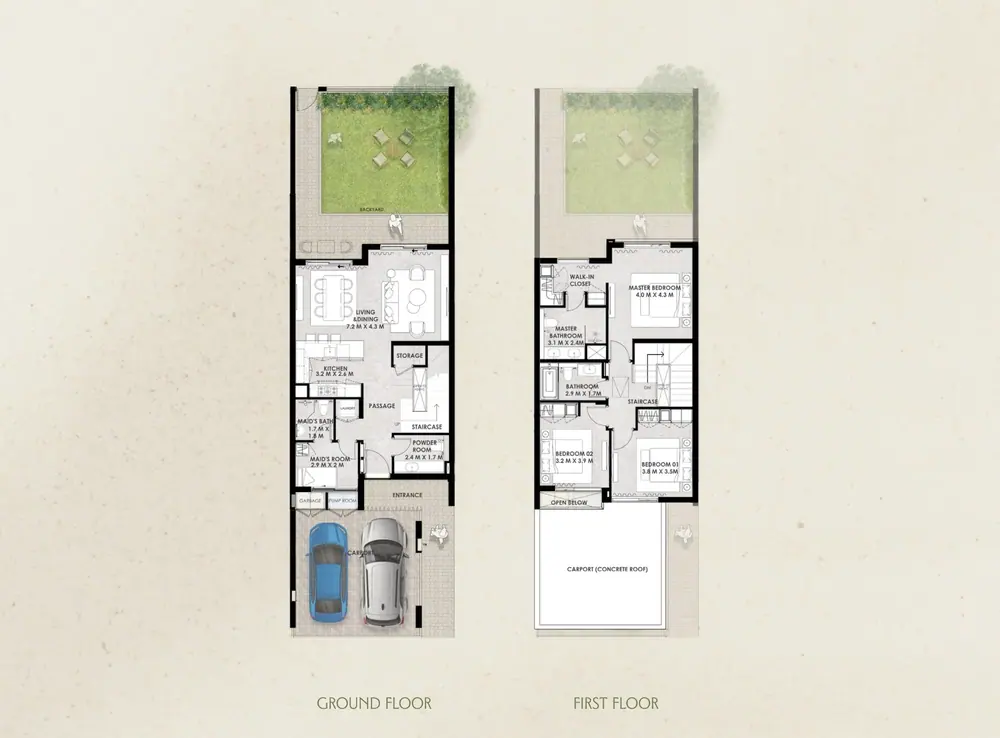 BACKYARD
LIVING
&DINING
7.2 M X 4.3 M
STORAGE
KITCHEN
3.2 M X 2.6 M
PASSAGE
LAUNDRY
MAID'S BATH
1.7 M X
1.8 M
STAIRCASE
POWDER
ROOM
2.4 M X 1.7 M
MAID'S ROOM
2.9 M X 2 M
GARBAGE
PUMP ROOM
ENTRANCE
CARPORT
GROUND FLOOR
WALK-IN
CLOSET
MASTER BEDROOM
4.0 M X 4.3 M
MASTER
BATHROOM
3.1 M X 2.4M
BATHROOM
2.9 M X 1.7M
STAIRCASE
BEDROOM 02
3.2 M X 3.9 M
BEDROOM 01
3.8 M X 3.5M
OPEN BELOW
CARPORT (CONCRETE ROOF)
FIRST FLOOR